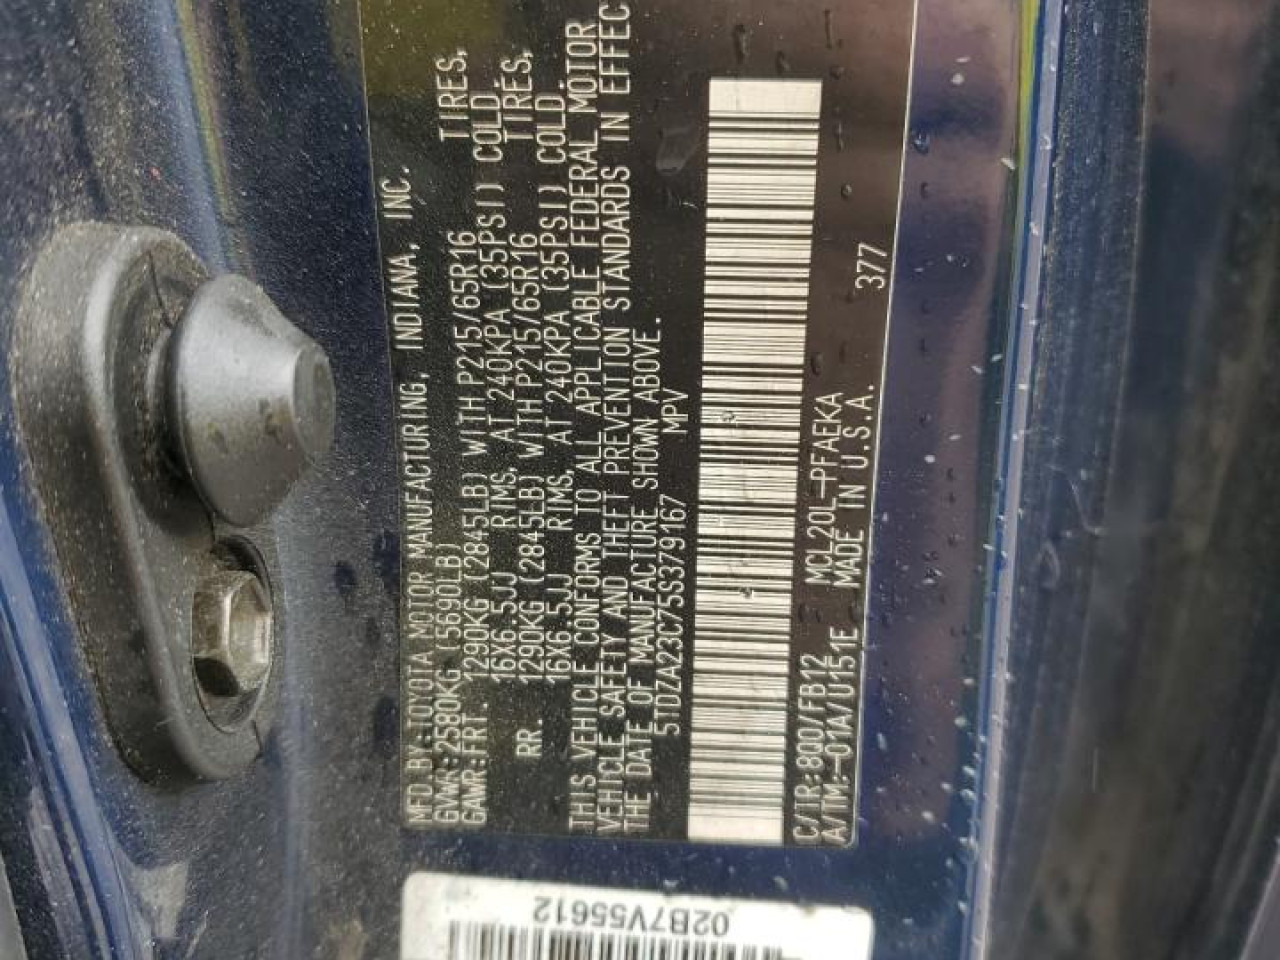 MFD.BY:TOYOTA MOTOR MANUFACTURING, INDIANA, INC.
GVWR:2580KG (5690LB)
GAWR:FRT. 1290KG (2845LB) WITH P215/65R16 TIRES,
16X6.5JJ RIMS, AT 240KPA (35PSI) COLD.
RR. 1290KG (2845LB) WITH P215/65R16 TIRES,
16X6.5JJ RIMS, AT 240KPA (35PSI) COLD.
THIS VEHICLE CONFORMS TO ALL APPLICABLE FEDERAL MOTOR
VEHICLE SAFETY AND THEFT PREVENTION STANDARDS IN EFFEC
THE DATE OF MANUFACTURE SHOWN ABOVE.
5TDZA23C75S379167 MPV
C/TR:8Q0/FB12 MCL20L-PFAEKA 377
A/TM:-01A/U151E MADE IN U.S.A.
02B7V55612